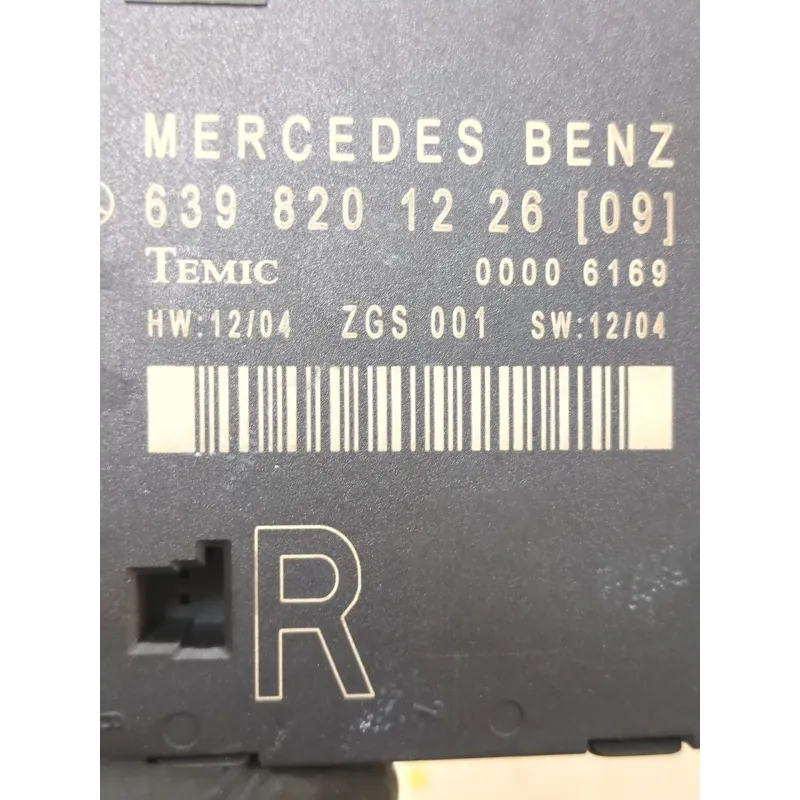 MERCEDES BENZ
639 820 12 26 [09]
TEMIC 0000 6169
HW:12/04 ZGS 001 SW:12/04
R